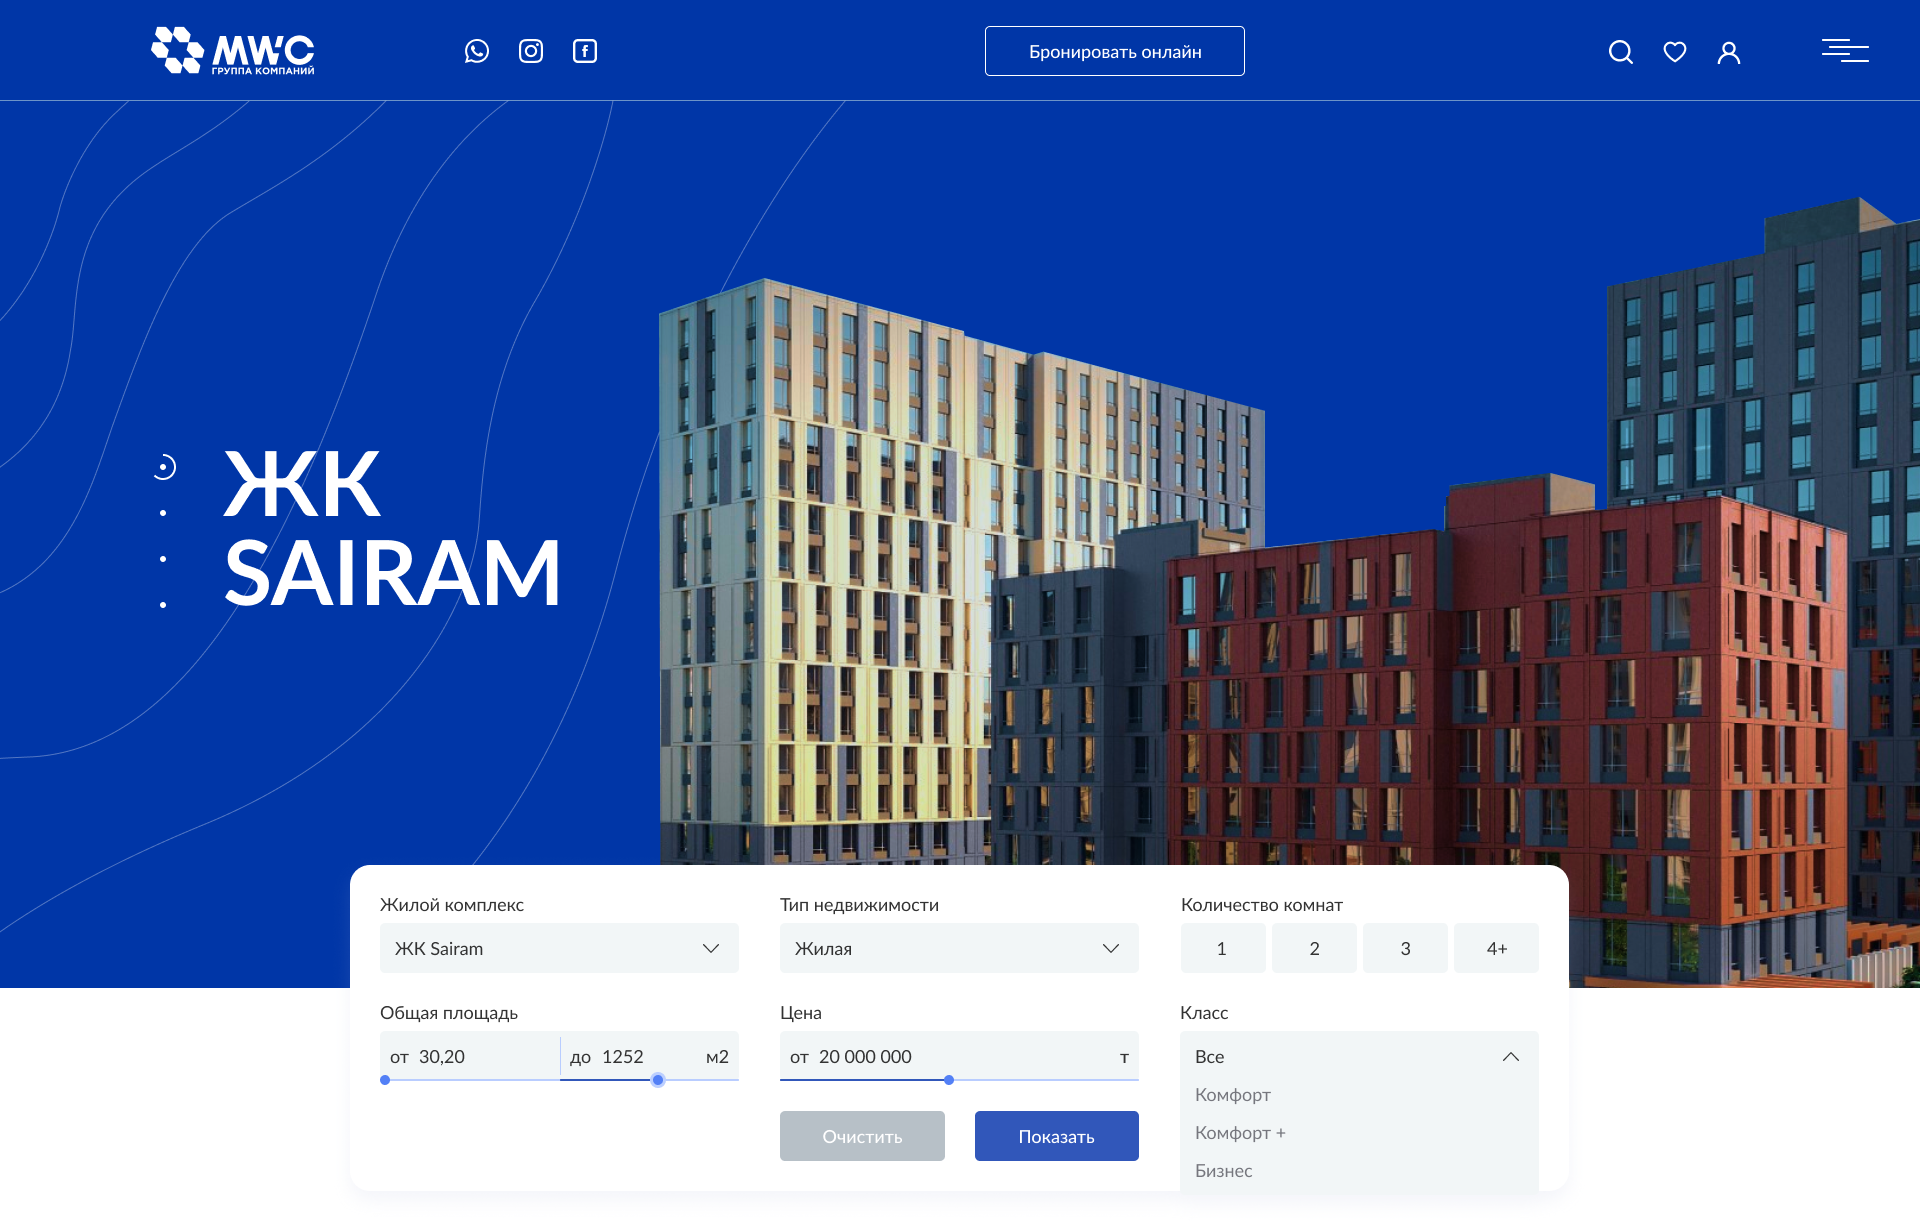 MWC
ГРУППА КОМПАНИЙ
Бронировать онлайн
ЖК
SAIRAM
Жилой комплекс
ЖК Sairam
Тип недвижимости
Жилая
Количество комнат
1 2 3 4+
Общая площадь
от 30,20 до 1252 м2
Цена
от 20 000 000 т
Класс
Все
Комфорт
Комфорт +
Бизнес
Очистить
Показать